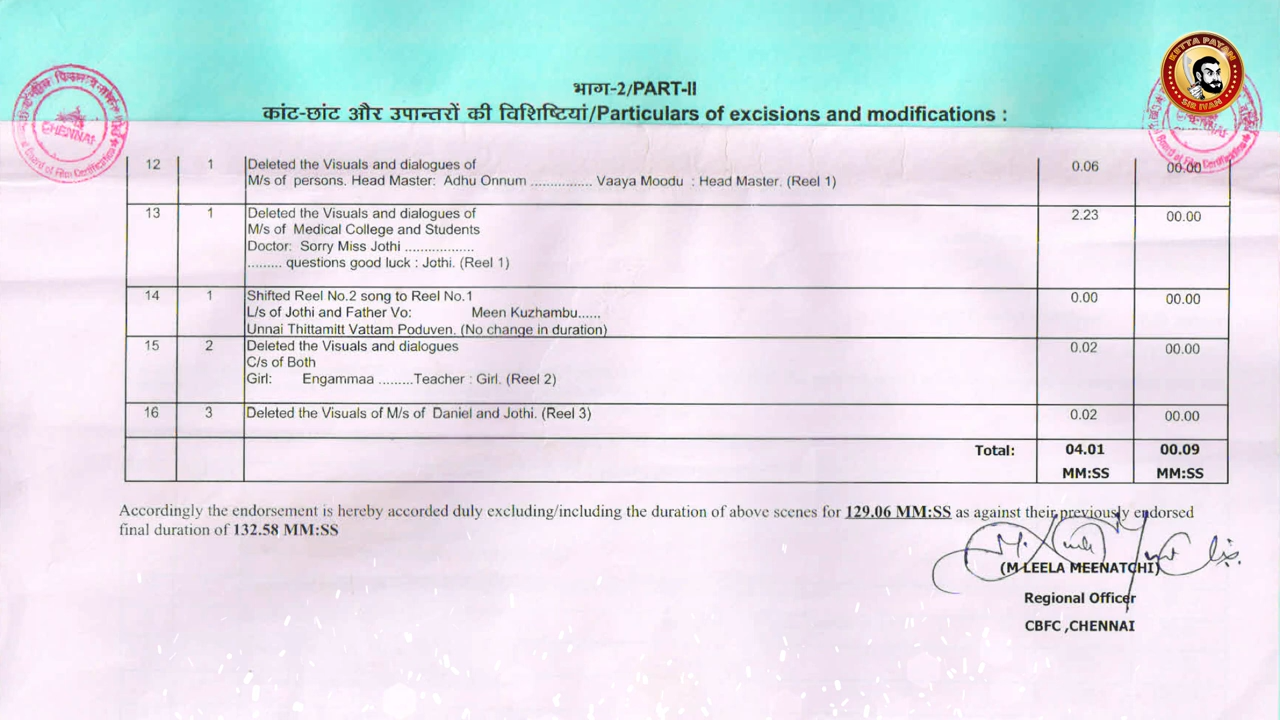 भाग-2/PART-II
कांट-छांट और उपान्तरों की विशिष्टियां/Particulars of excisions and modifications :
KETTA PAYAN
SIR IVAN
CHENNAI
Board of Film Certification
12 1 Deleted the Visuals and dialogues of 0.06 00.00
M/s of persons. Head Master: Adhu Onnum ................ Vaaya Moodu : Head Master. (Reel 1)
13 1 Deleted the Visuals and dialogues of 2.23 00.00
M/s of Medical College and Students
Doctor: Sorry Miss Jothi ..................
......... questions good luck : Jothi. (Reel 1)
14 1 Shifted Reel No.2 song to Reel No.1 0.00 00.00
L/s of Jothi and Father Vo: Meen Kuzhambu......
Unnai Thittamitt Vattam Poduven. (No change in duration)
15 2 Deleted the Visuals and dialogues 0.02 00.00
C/s of Both
Girl: Engammaa .........Teacher : Girl. (Reel 2)
16 3 Deleted the Visuals of M/s of Daniel and Jothi. (Reel 3) 0.02 00.00
Total: 04.01 00.09
MM:SS MM:SS
Accordingly the endorsement is hereby accorded duly excluding/including the duration of above scenes for 129.06 MM:SS as against their previously endorsed
final duration of 132.58 MM:SS
(M LEELA MEENATCHI)
Regional Officer
CBFC ,CHENNAI